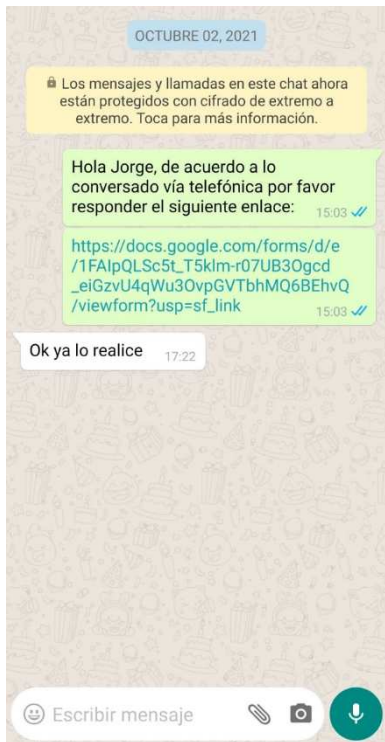 OCTUBRE 02, 2021
Los mensajes y llamadas en este chat ahora
están protegidos con cifrado de extremo a
extremo. Toca para más información.
Hola Jorge, de acuerdo a lo
conversado vía telefónica por favor
responder el siguiente enlace:
15:03
https://docs.google.com/forms/d/e
/1FAIpQLSc5t_T5klm-r07UB3Ogcd
_eiGzvU4qWu3OvpGVTbhMQ6BEhvQ
/viewform?usp=sf_link
15:03
Ok ya lo realice
17:22
Escribir mensaje